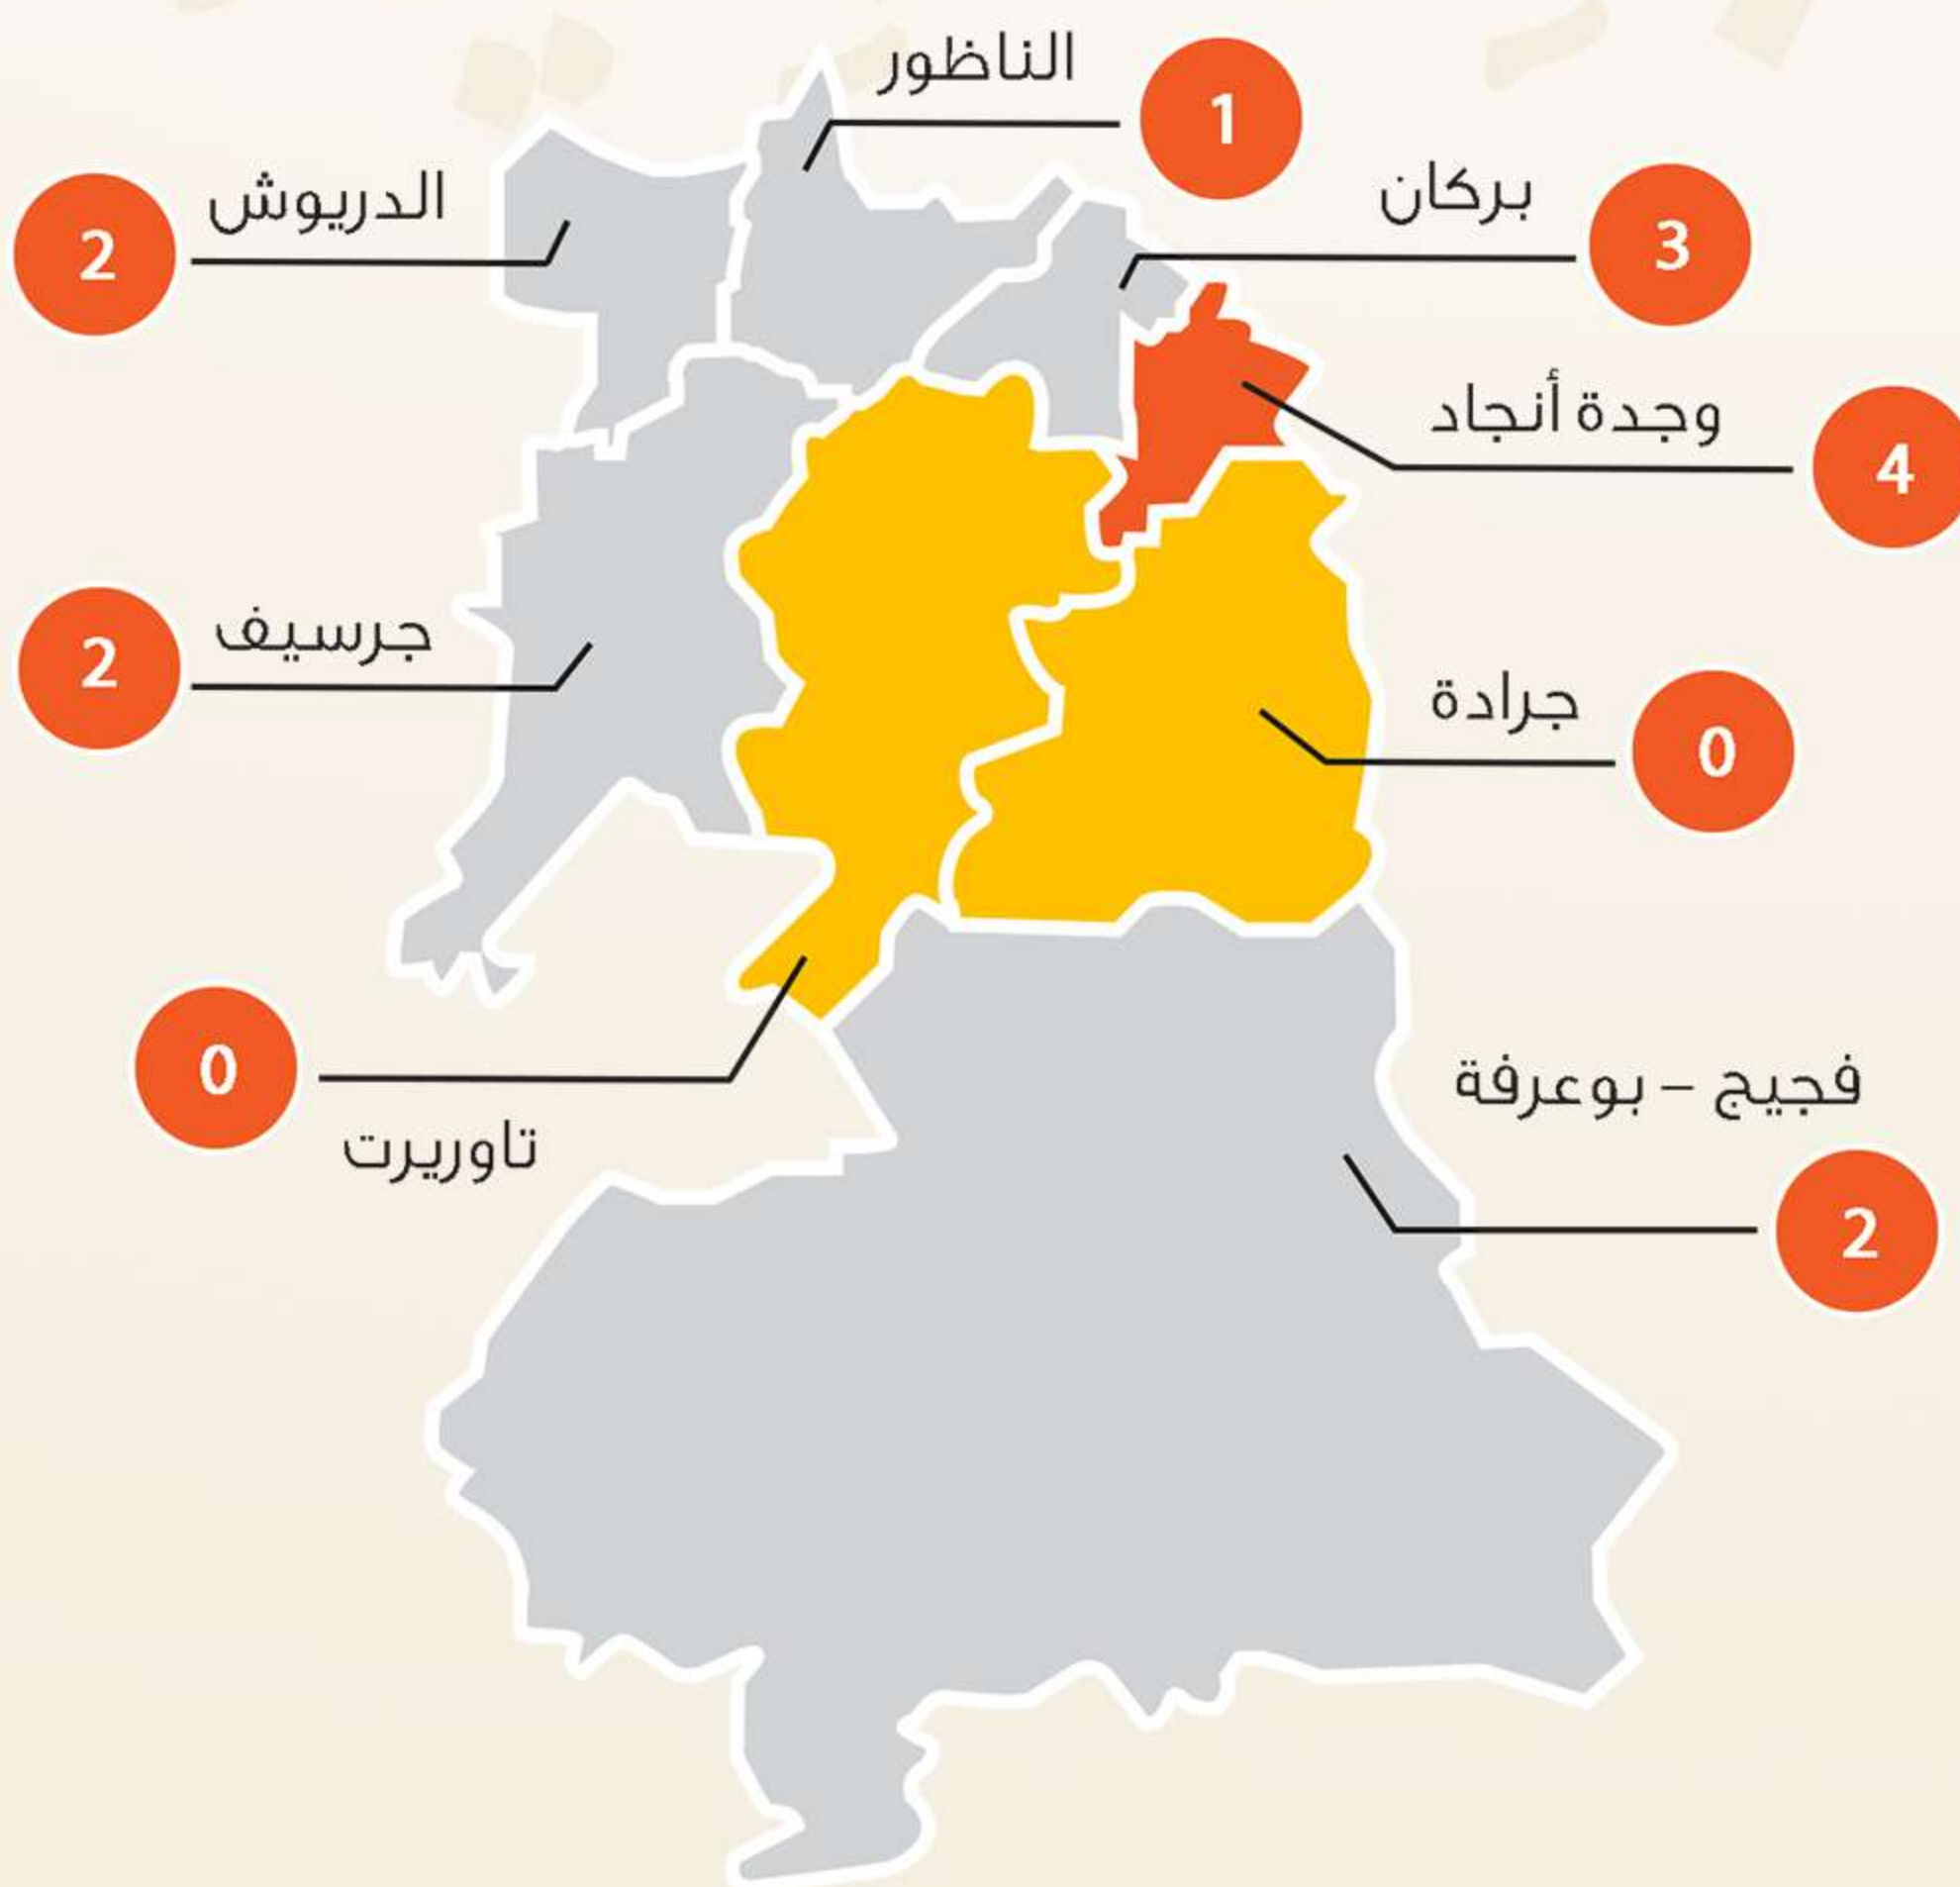 الناظور
1
بركان
3
الدريوش
2
وجدة أنجاد
4
جرسيف
2
جرادة
0
تاوريرت
0
فجيج – بوعرفة
2